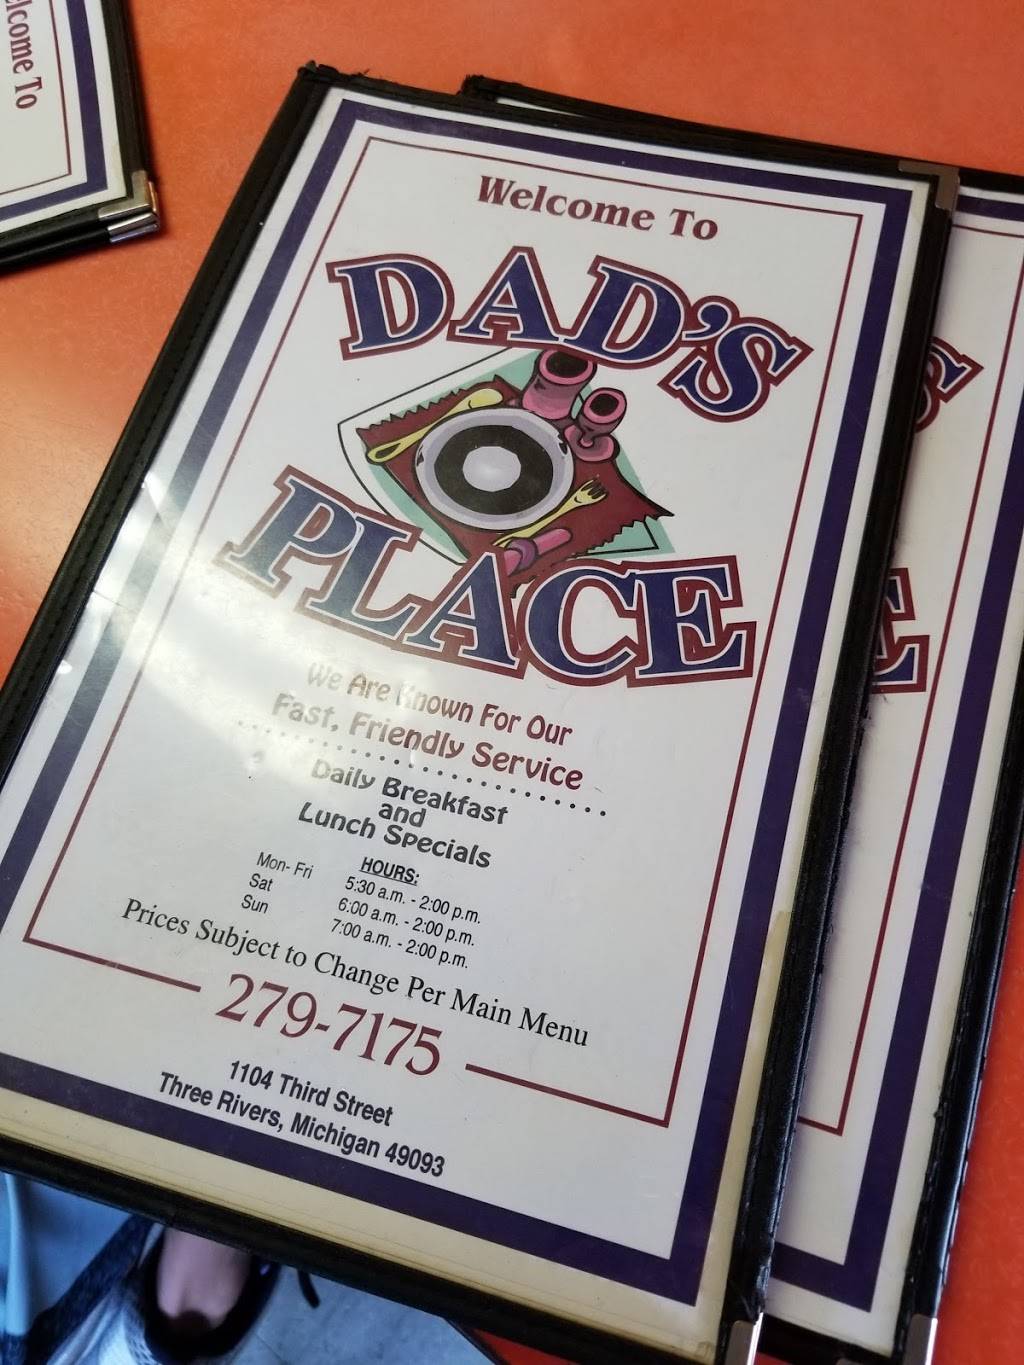 Welcome To
DAD'S
PLACE
We Are Known For Our
Fast, Friendly Service
Daily Breakfast
and
Lunch Specials
HOURS:
Mon- Fri 5:30 a.m. - 2:00 p.m.
Sat 6:00 a.m. - 2:00 p.m.
Sun 7:00 a.m. - 2:00 p.m.
Prices Subject to Change Per Main Menu
279-7175
1104 Third Street
Three Rivers, Michigan 49093
elcome To
S
E